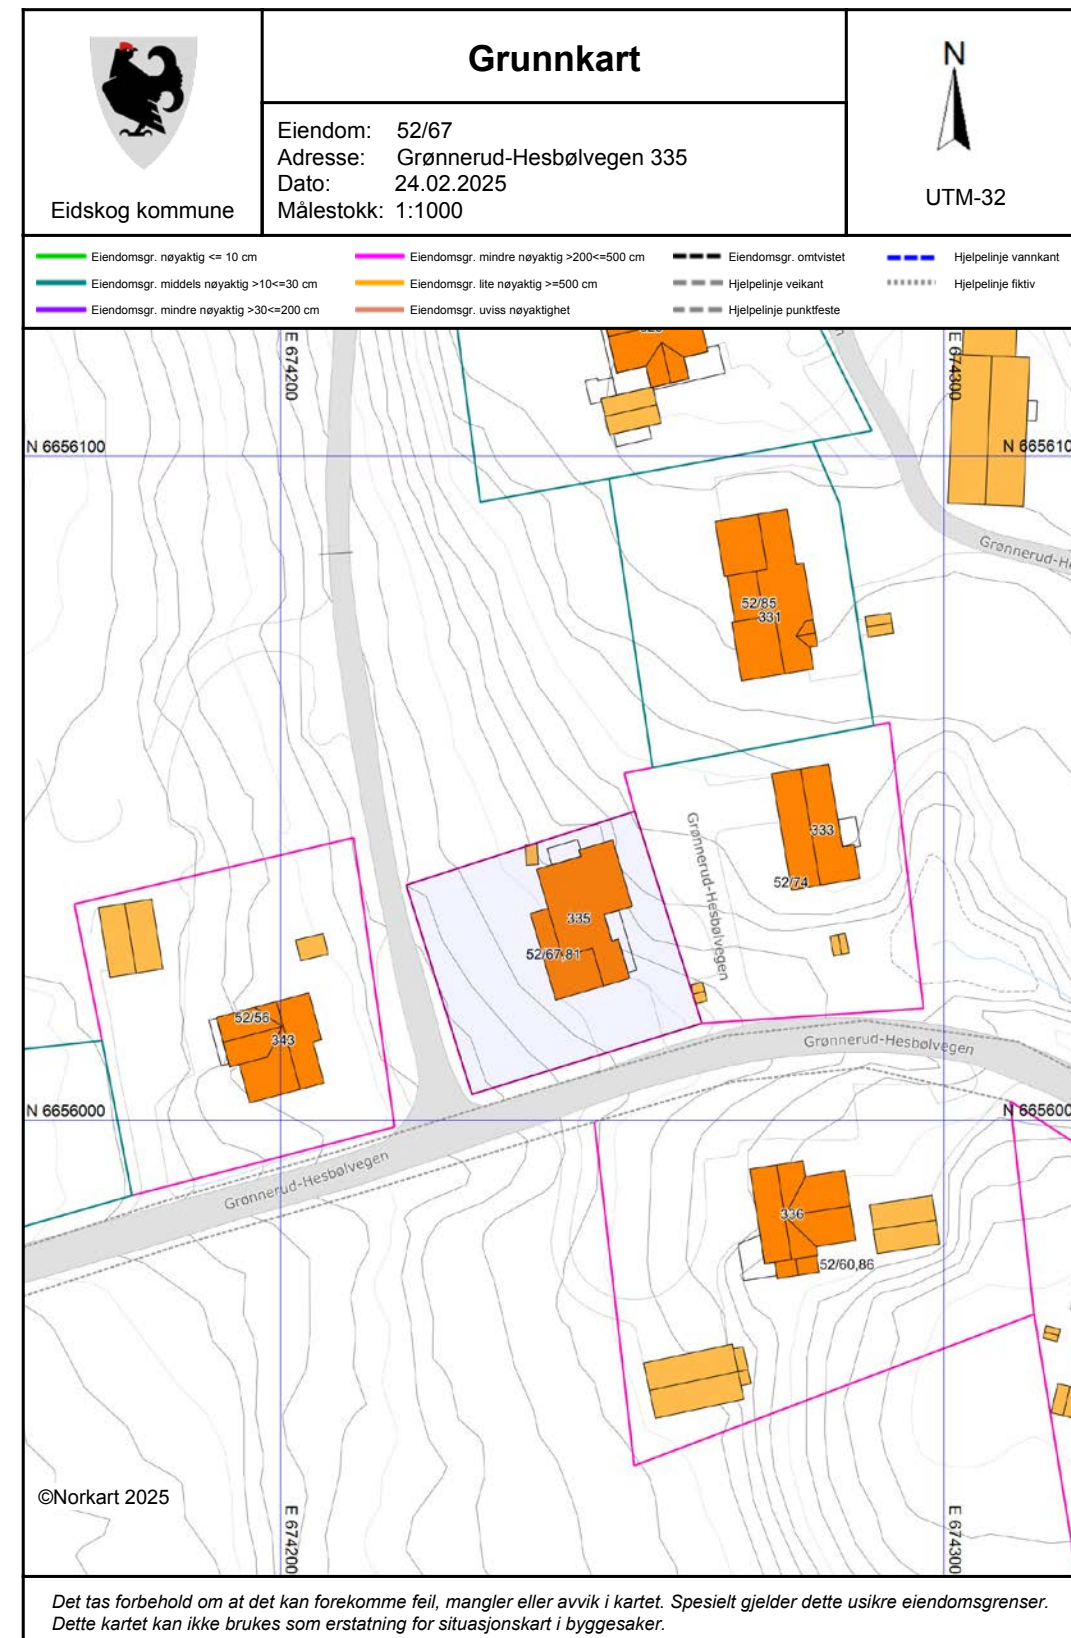 Eidskog kommune
Grunnkart
Eiendom: 52/67
Adresse: Grønnerud-Hesbølvegen 335
Dato: 24.02.2025
Målestokk: 1:1000
N
UTM-32
Eiendomsgr. nøyaktig <= 10 cm
Eiendomsgr. middels nøyaktig >10<=30 cm
Eiendomsgr. mindre nøyaktig >30<=200 cm
Eiendomsgr. mindre nøyaktig >200<=500 cm
Eiendomsgr. lite nøyaktig >=500 cm
Eiendomsgr. uviss nøyaktighet
Eiendomsgr. omtvistet
Hjelpelinje veikant
Hjelpelinje punktfeste
Hjelpelinje vannkant
Hjelpelinje fiktiv
E 674200
E 674300
N 6656100
N 665610
Grønnerud-He
52/85
331
Grønnerud-Hesbølvegen
333
52/74
335
52/67,81
52/56
343
Grønnerud-Hesbølvegen
N 6656000
N 665600
Grønnerud-Hesbølvegen
336
52/60,86
©Norkart 2025
E 674200
E 674300
Det tas forbehold om at det kan forekomme feil, mangler eller avvik i kartet. Spesielt gjelder dette usikre eiendomsgrenser.
Dette kartet kan ikke brukes som erstatning for situasjonskart i byggesaker.